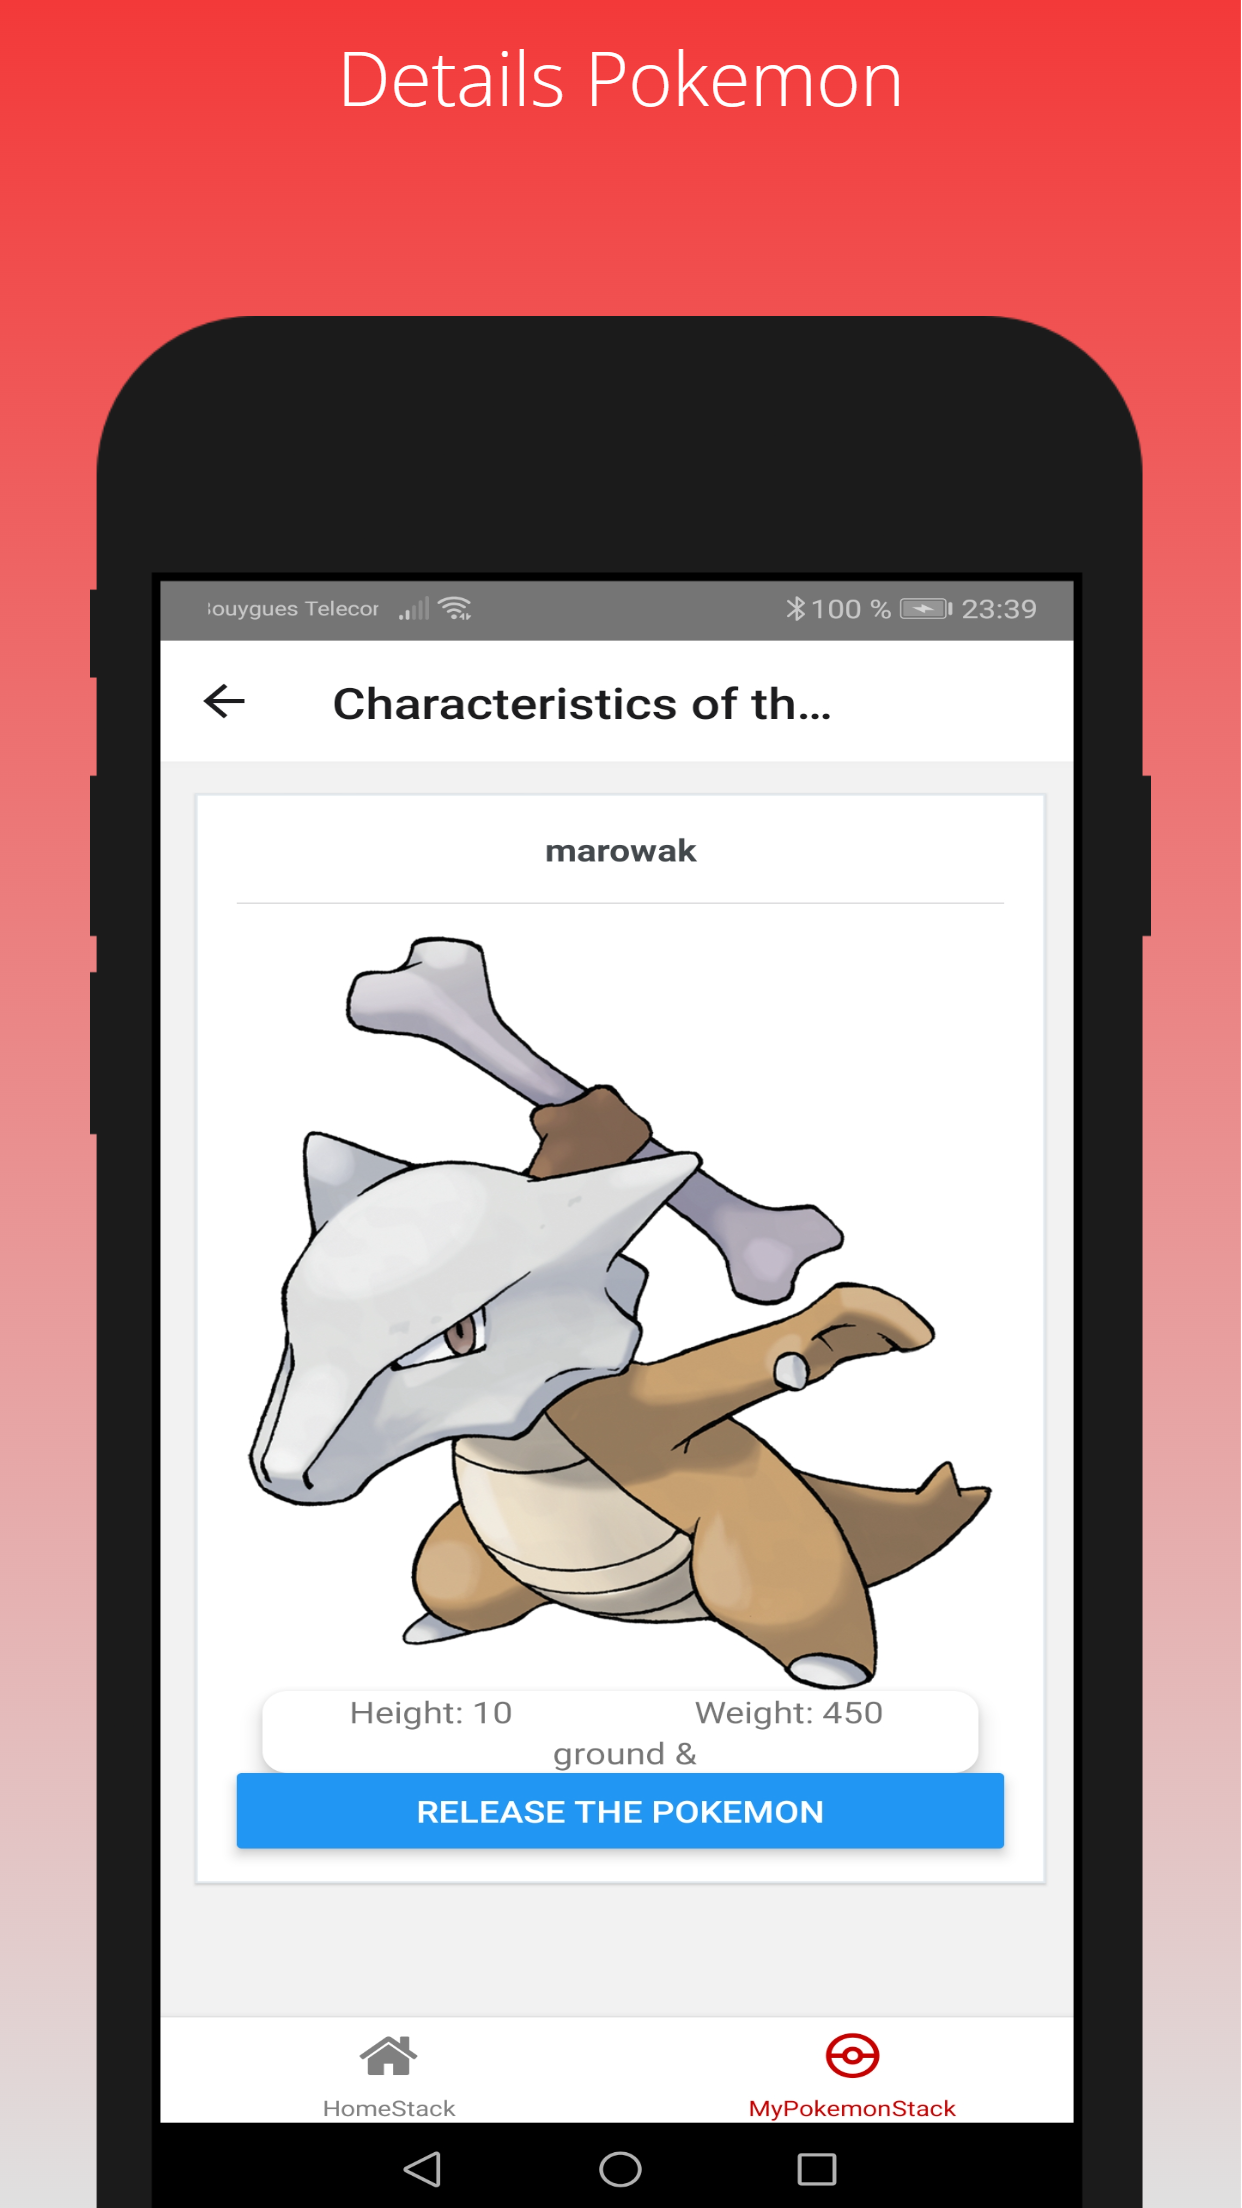 Details Pokemon
Bouygues Telecor 100 % 23:39
Characteristics of th...
marowak
Height: 10 Weight: 450
ground &
RELEASE THE POKEMON
HomeStack MyPokemonStack